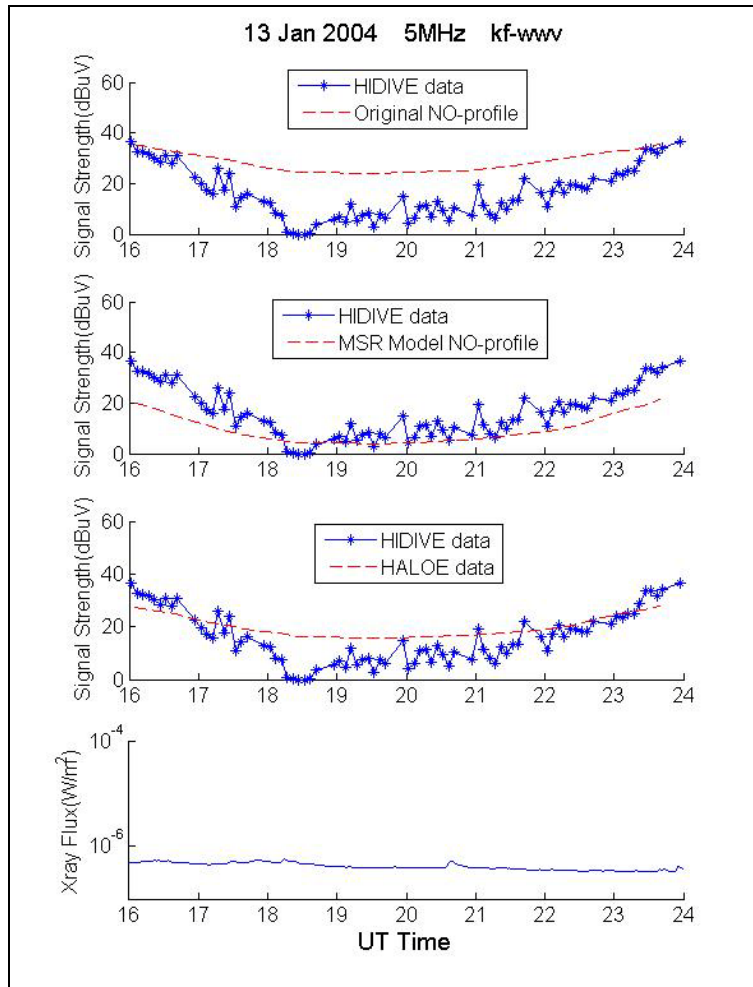 13 Jan 2004 5MHz kf-wwv
Signal Strength(dBuV)
60
40
20
0
HIDIVE data
Original NO-profile
16 17 18 19 20 21 22 23 24
Signal Strength(dBuV)
60
40
20
0
HIDIVE data
MSR Model NO-profile
16 17 18 19 20 21 22 23 24
Signal Strength(dBuV)
60
40
20
0
HIDIVE data
HALOE data
16 17 18 19 20 21 22 23 24
Xray Flux(W/m²)
10⁻⁴
10⁻⁶
16 17 18 19 20 21 22 23 24
UT Time